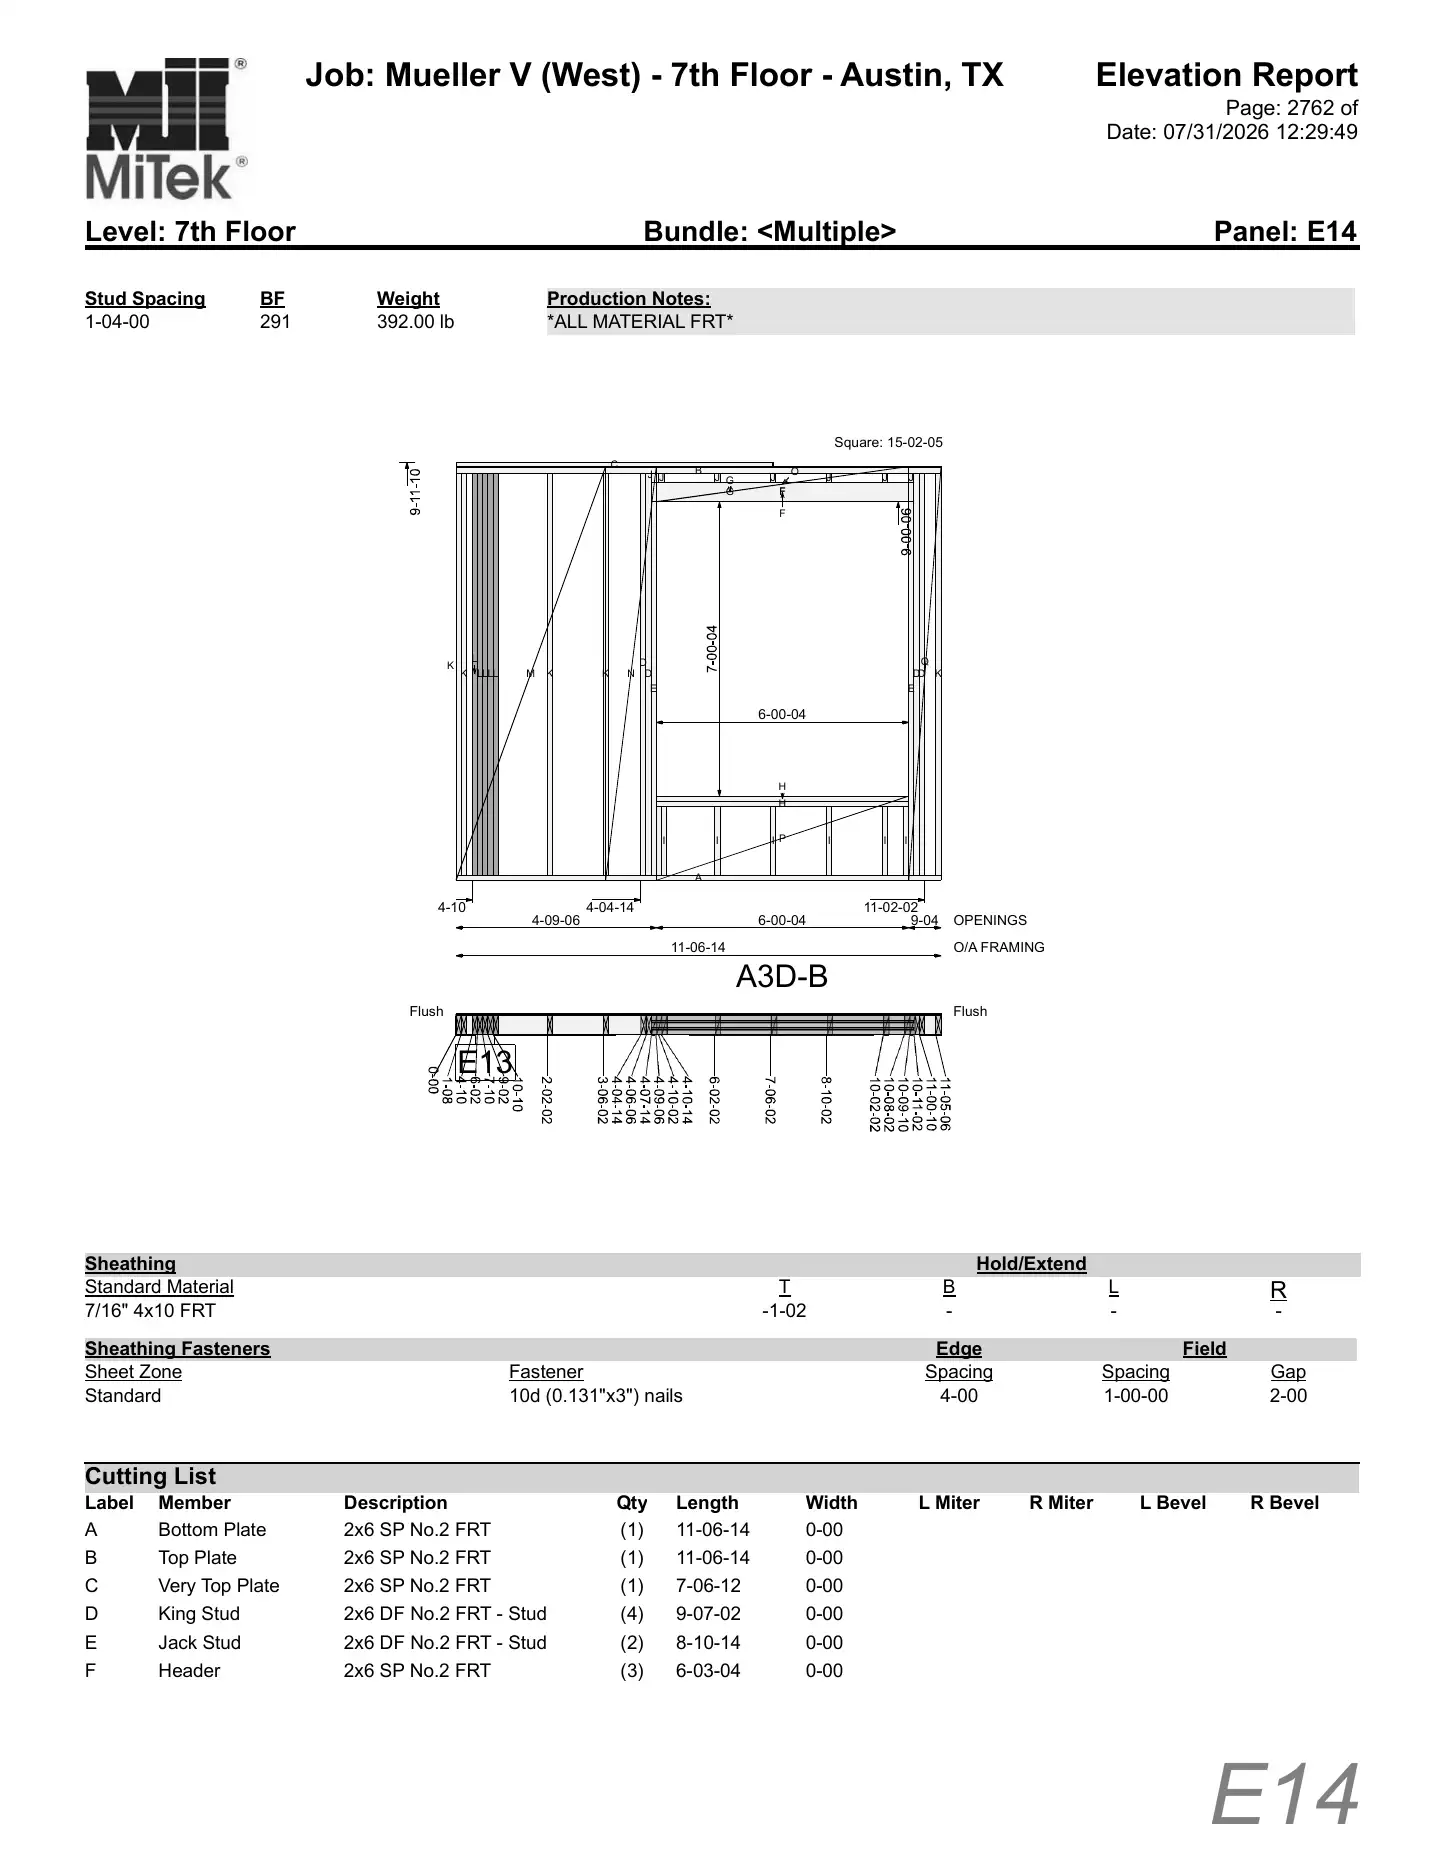 Job: Mueller V (West) - 7th Floor - Austin, TX
Elevation Report
Page: 2762 of
Date: 07/31/2026 12:29:49
MiTek®
Level: 7th Floor Bundle: <Multiple> Panel: E14
Stud Spacing BF Weight Production Notes:
1-04-00 291 392.00 lb *ALL MATERIAL FRT*
Square: 15-02-05
9-11-10
C
B
O
J J J J J J J
G
G
F
F
9-00-06
7-00-04
K
K L LLLLL M K K N D D E
Q
D D K
E
6-00-04
H
H
I I I P I I I
A
4-10 4-04-14 11-02-02
4-09-06 6-00-04 9-04 OPENINGS
11-06-14 O/A FRAMING
A3D-B
Flush Flush
E13
0-00
1-08
4-10
6-02
7-10
9-02
10-10
2-02-02
3-06-02
4-04-14
4-06-06
4-07-14
4-09-06
4-10-02
4-10-14
6-02-02
7-06-02
8-10-02
10-02-02
10-08-02
10-09-10
10-11-02
11-00-10
11-05-06
Sheathing Hold/Extend
Standard Material T B L R
7/16" 4x10 FRT -1-02 - - -
Sheathing Fasteners Edge Field
Sheet Zone Fastener Spacing Spacing Gap
Standard 10d (0.131"x3") nails 4-00 1-00-00 2-00
Cutting List
Label Member Description Qty Length Width L Miter R Miter L Bevel R Bevel
A Bottom Plate 2x6 SP No.2 FRT (1) 11-06-14 0-00
B Top Plate 2x6 SP No.2 FRT (1) 11-06-14 0-00
C Very Top Plate 2x6 SP No.2 FRT (1) 7-06-12 0-00
D King Stud 2x6 DF No.2 FRT - Stud (4) 9-07-02 0-00
E Jack Stud 2x6 DF No.2 FRT - Stud (2) 8-10-14 0-00
F Header 2x6 SP No.2 FRT (3) 6-03-04 0-00
E14